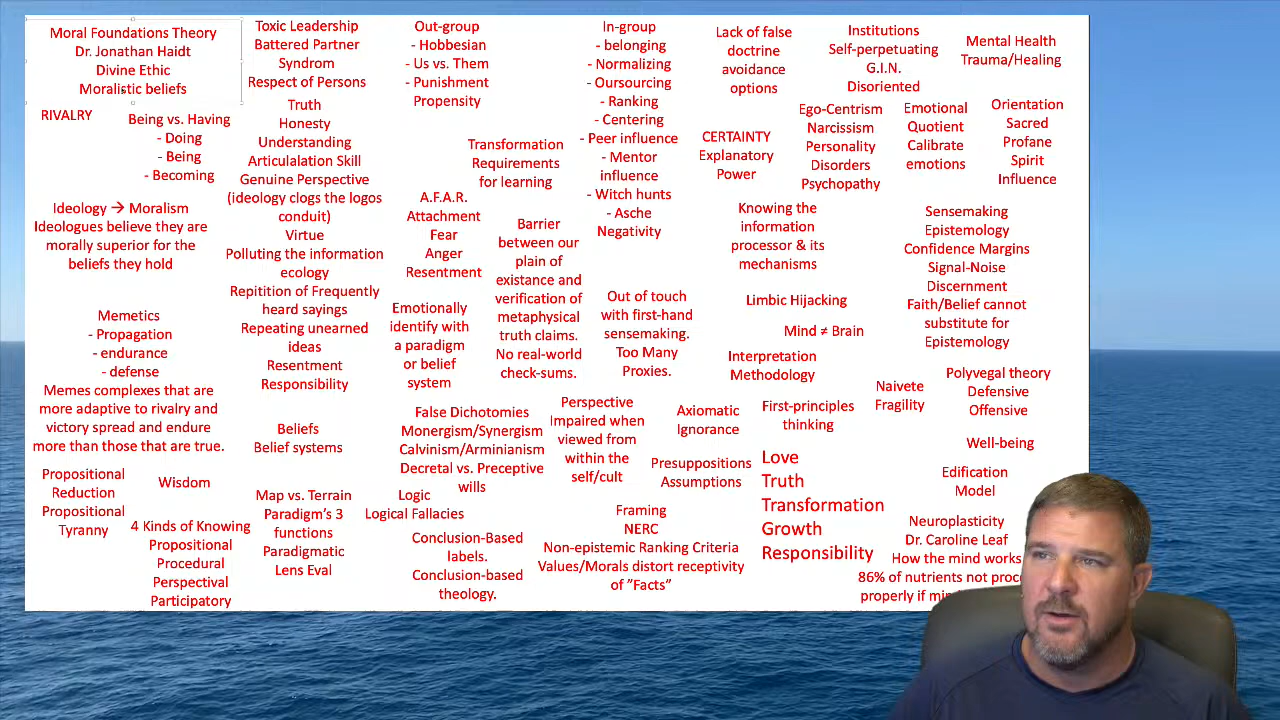 Moral Foundations Theory
Dr. Jonathan Haidt
Divine Ethic
Moralistic beliefs
Toxic Leadership
Battered Partner
Syndrom
Respect of Persons
Out-group
- Hobbesian
- Us vs. Them
- Punishment
Propensity
In-group
- belonging
- Normalizing
- Oursourcing
- Ranking
- Centering
- Peer influence
- Mentor
influence
- Witch hunts
- Asche
Negativity
Lack of false
doctrine
avoidance
options
Institutions
Self-perpetuating
G.I.N.
Disoriented
Mental Health
Trauma/Healing
RIVALRY
Being vs. Having
- Doing
- Being
- Becoming
Truth
Honesty
Understanding
Articulalation Skill
Genuine Perspective
(ideology clogs the logos
conduit)
Virtue
Polluting the information
ecology
Repitition of Frequently
heard sayings
Repeating unearned
ideas
Resentment
Responsibility
Transformation
Requirements
for learning
CERTAINTY
Explanatory
Power
Ego-Centrism
Narcissism
Personality
Disorders
Psychopathy
Emotional
Quotient
Calibrate
emotions
Orientation
Sacred
Profane
Spirit
Influence
Ideology → Moralism
Ideologues believe they are
morally superior for the
beliefs they hold
A.F.A.R.
Attachment
Fear
Anger
Resentment
Barrier
between our
plain of
existance and
verification of
metaphysical
truth claims.
No real-world
check-sums.
Knowing the
information
processor & its
mechanisms
Sensemaking
Epistemology
Confidence Margins
Signal-Noise
Discernment
Faith/Belief cannot
substitute for
Epistemology
Memetics
- Propagation
- endurance
- defense
Memes complexes that are
more adaptive to rivalry and
victory spread and endure
more than those that are true.
Emotionally
identify with
a paradigm
or belief
system
Out of touch
with first-hand
sensemaking.
Too Many
Proxies.
Limbic Hijacking
Mind ≠ Brain
Interpretation
Methodology
Naivete
Fragility
Polyvegal theory
Defensive
Offensive
Beliefs
Belief systems
False Dichotomies
Monergism/Synergism
Calvinism/Arminianism
Decretal vs. Preceptive
wills
Perspective
Impaired when
viewed from
within the
self/cult
Axiomatic
Ignorance
First-principles
thinking
Well-being
Propositional
Reduction
Propositional
Tyranny
Wisdom
Presuppositions
Assumptions
Love
Truth
Transformation
Growth
Responsibility
Edification
Model
4 Kinds of Knowing
Propositional
Procedural
Perspectival
Participatory
Map vs. Terrain
Paradigm's 3
functions
Paradigmatic
Lens Eval
Logic
Logical Fallacies
Conclusion-Based
labels.
Conclusion-based
theology.
Framing
NERC
Non-epistemic Ranking Criteria
Values/Morals distort receptivity
of "Facts"
Neuroplasticity
Dr. Caroline Leaf
How the mind works
86% of nutrients not
properly if